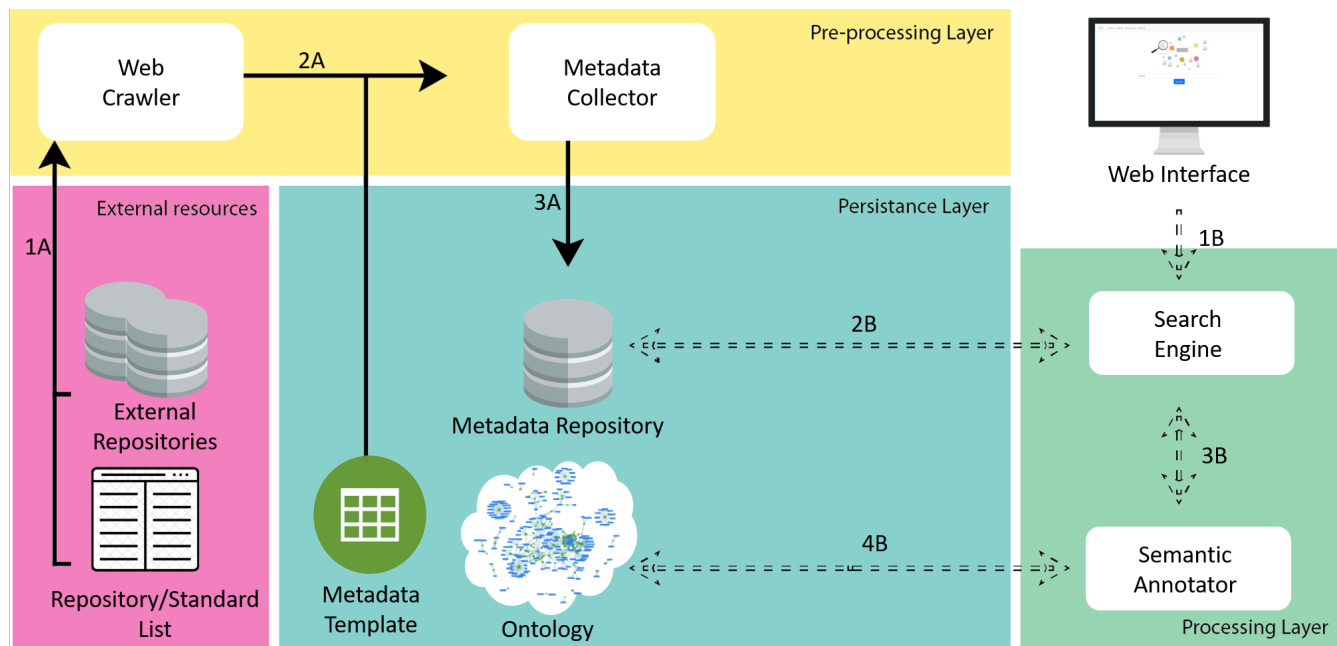 Pre-processing Layer
Web
Crawler
2A
Metadata
Collector
Web Interface
External resources
1A
3A
Persistance Layer
1B
External
Repositories
Metadada Repository
2B
Search
Engine
3B
Repository/Standard
List
Metadata
Template
Ontology
4B
Semantic
Annotator
Processing Layer